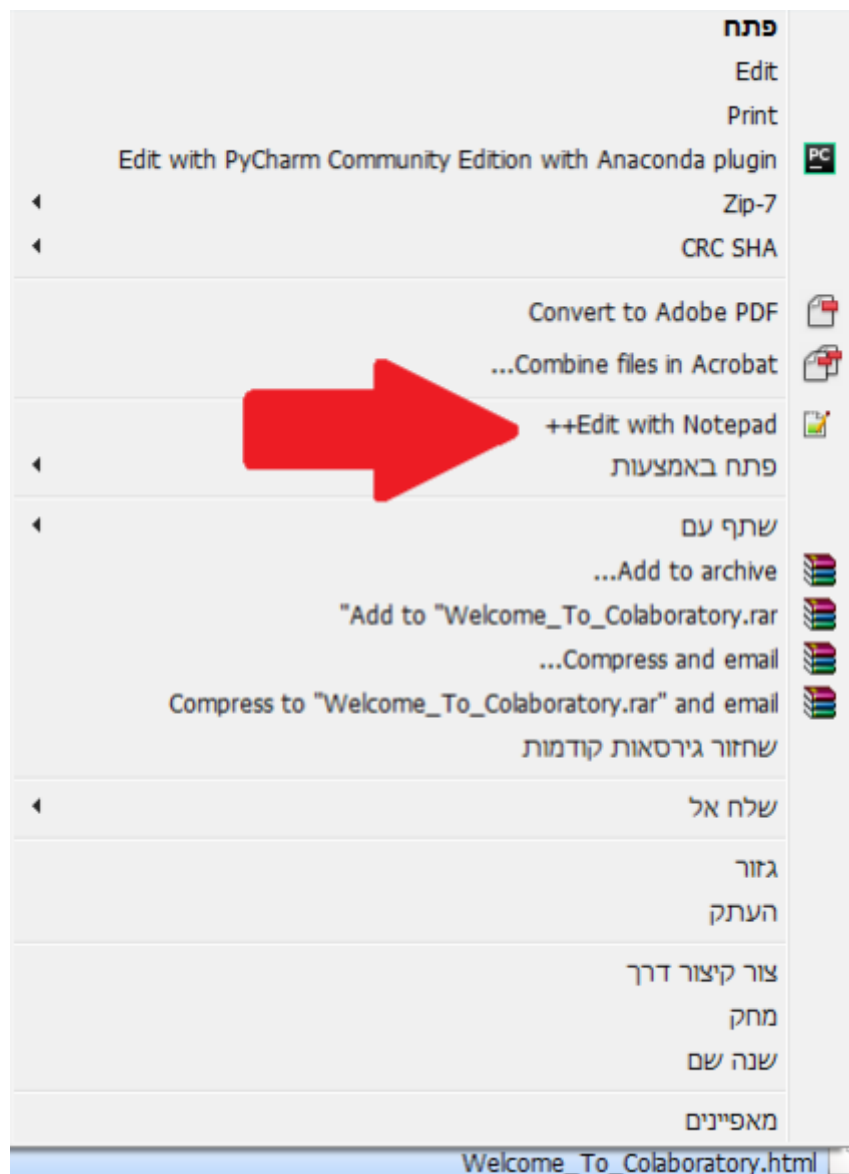 פתח
Edit
Print
Edit with PyCharm Community Edition with Anaconda plugin
PC
Zip-7
CRC SHA
Convert to Adobe PDF
...Combine files in Acrobat
++Edit with Notepad
פתח באמצעות
שתף עם
...Add to archive
"Add to "Welcome_To_Colaboratory.rar
...Compress and email
Compress to "Welcome_To_Colaboratory.rar" and email
שחזור גירסאות קודמות
שלח אל
גזור
העתק
צור קיצור דרך
מחק
שנה שם
מאפיינים
Welcome_To_Colaboratory.html